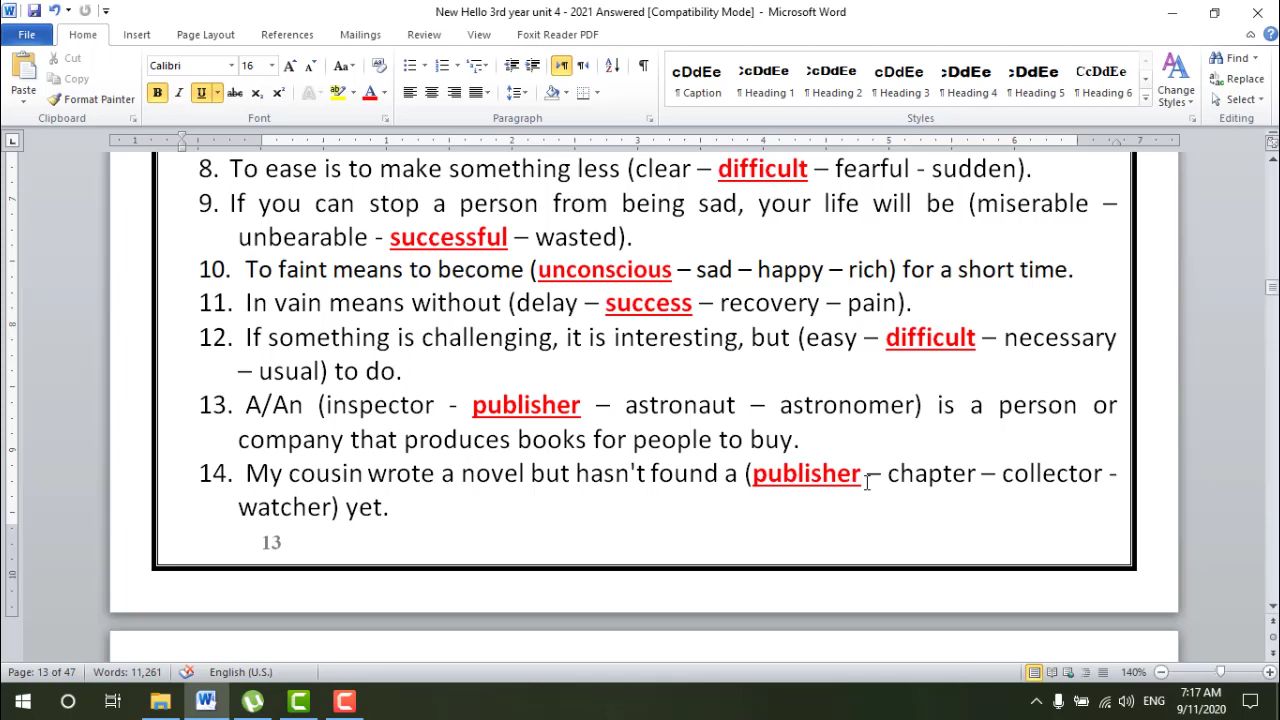 New Hello 3rd year unit 4 - 2021 Answered [Compatibility Mode] - Microsoft Word
File Home Insert Page Layout References Mailings Review View Foxit Reader PDF
Paste
Cut
Copy
Format Painter
Clipboard
Calibri 16
Font
Paragraph
Caption
Heading 1
Heading 2
Heading 3
Heading 4
Heading 5
Heading 6
Change Styles
Styles
Find
Replace
Select
Editing
8. To ease is to make something less (clear – difficult – fearful - sudden).
9. If you can stop a person from being sad, your life will be (miserable –
unbearable - successful – wasted).
10. To faint means to become (unconscious – sad – happy – rich) for a short time.
11. In vain means without (delay – success – recovery – pain).
12. If something is challenging, it is interesting, but (easy – difficult – necessary
– usual) to do.
13. A/An (inspector - publisher – astronaut – astronomer) is a person or
company that produces books for people to buy.
14. My cousin wrote a novel but hasn't found a (publisher – chapter – collector -
watcher) yet.
13
Page: 13 of 47 Words: 11,261 English (U.S.) 140%
ENG 7:17 AM
9/11/2020